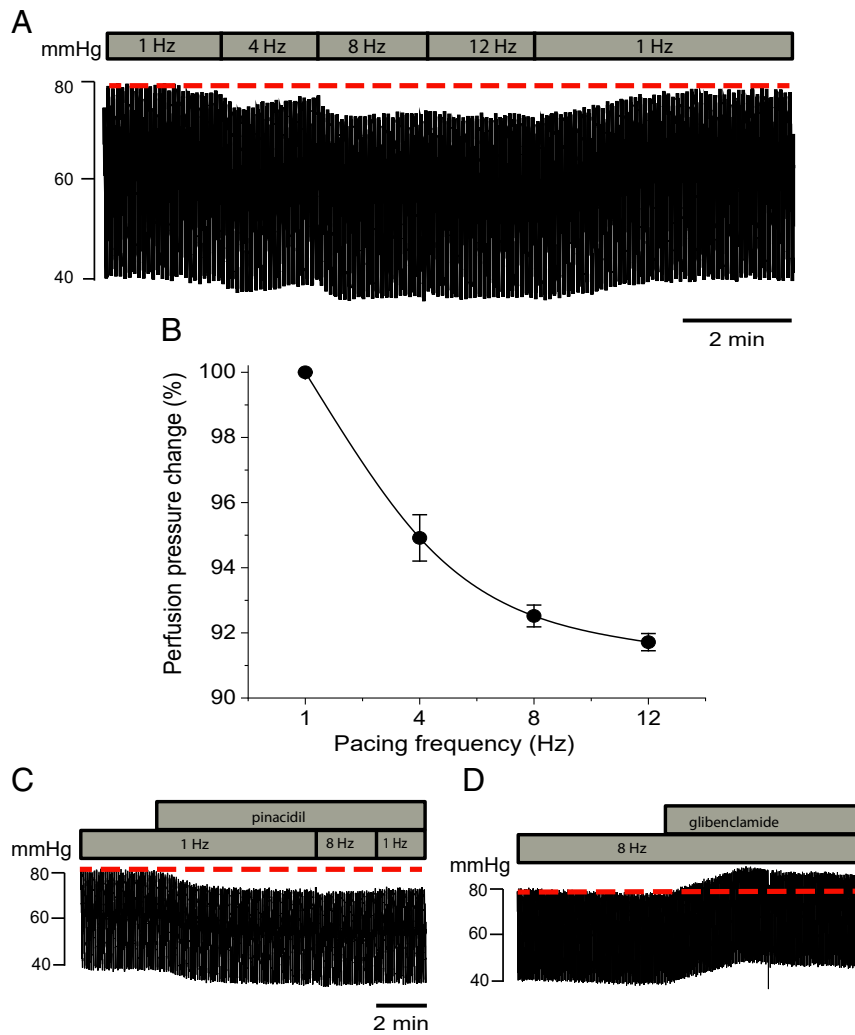 A
mmHg 1 Hz 4 Hz 8 Hz 12 Hz 1 Hz
80
60
40
2 min
B
Perfusion pressure change (%)
100
98
96
94
92
90
1 4 8 12
Pacing frequency (Hz)
C
pinacidil
1 Hz 8 Hz 1 Hz
mmHg
80
60
40
2 min
D
glibenclamide
8 Hz
mmHg
80
60
40